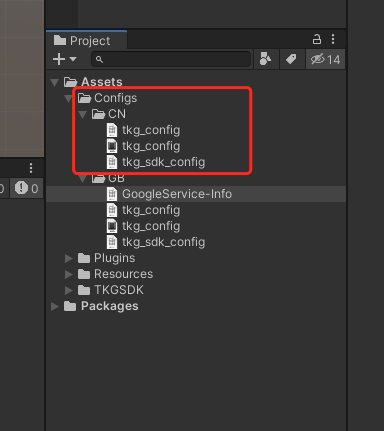 Project
14
Assets
Configs
CN
tkg_config
tkg_config
tkg_sdk_config
0 0
GB
GoogleService-Info
tkg_config
tkg_config
tkg_sdk_config
Plugins
Resources
TKGSDK
Packages